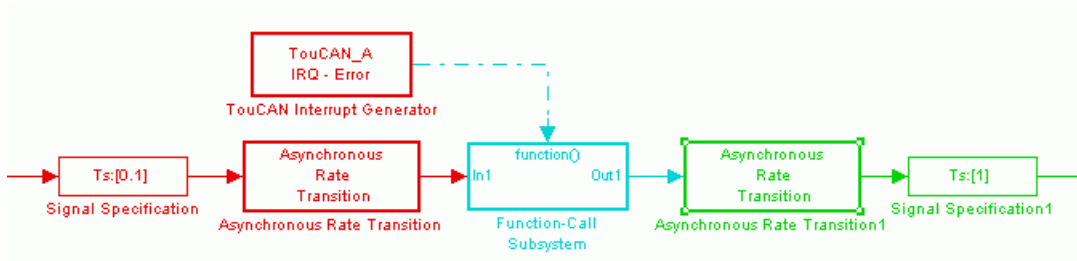 TouCAN_A
IRQ - Error
TouCAN Interrupt Generator
Ts:[0.1]
Signal Specification
Asynchronous
Rate
Transition
Asynchronous Rate Transition
function()
In1
Out1
Function-Call
Subsystem
Asynchronous
Rate
Transition
Asynchronous Rate Transition1
Ts:[1]
Signal Specification1